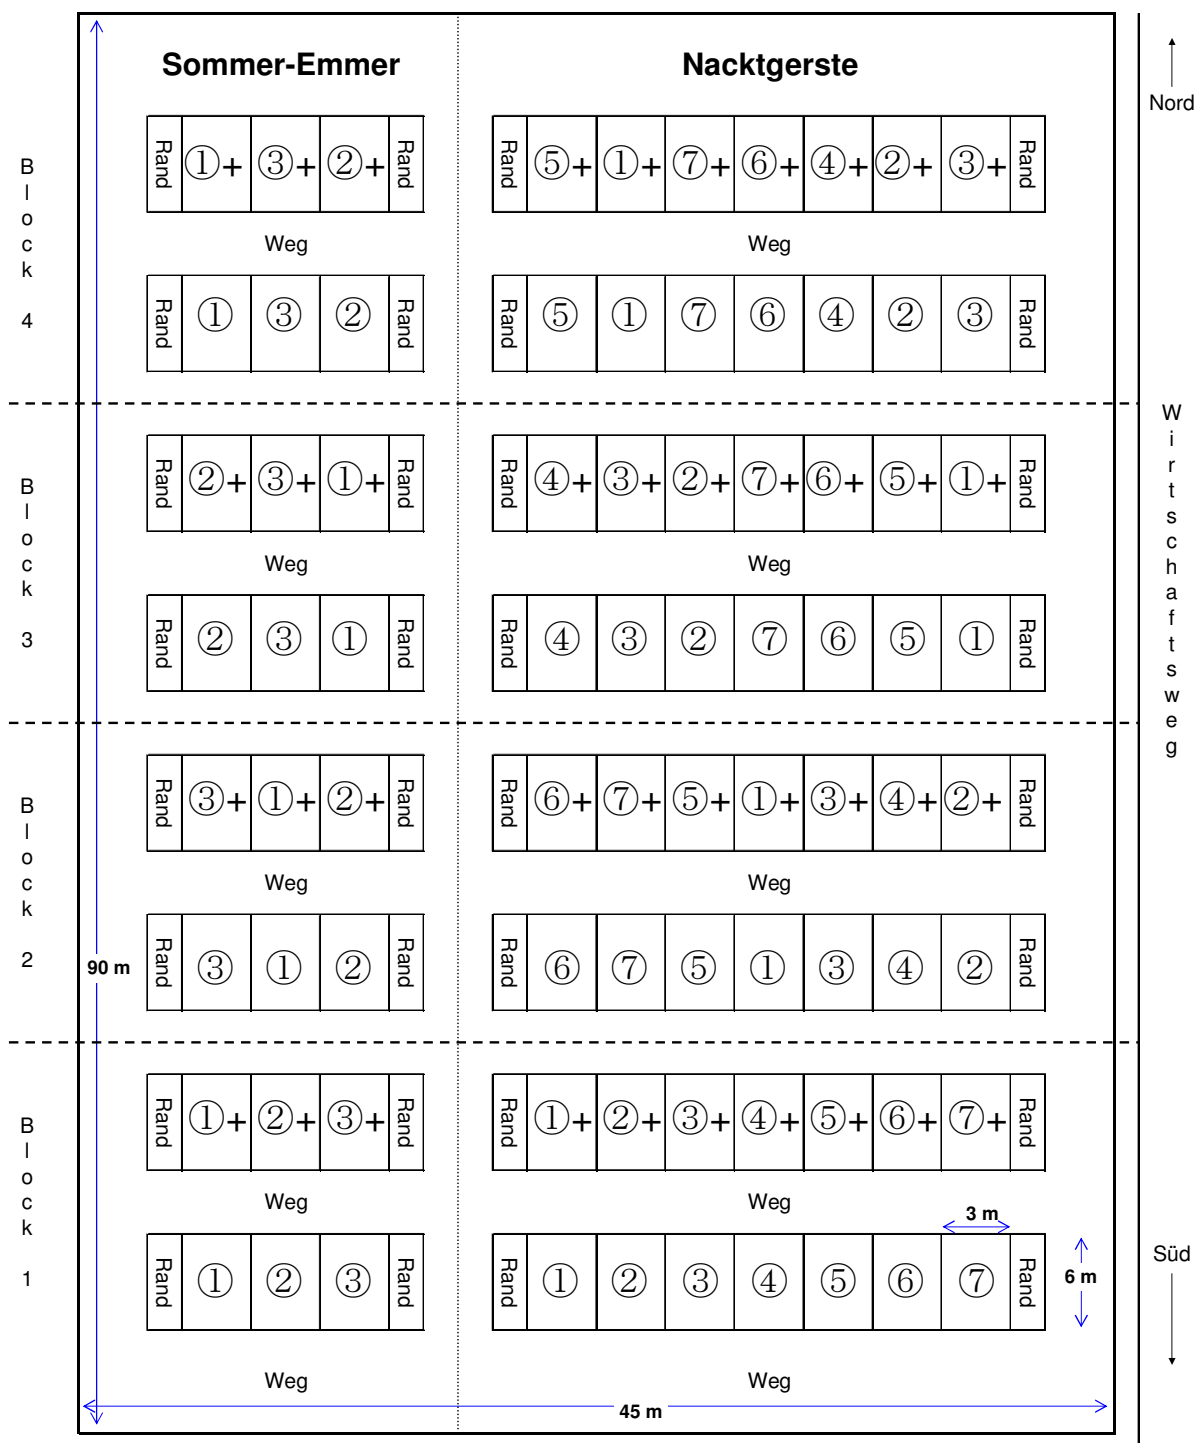 Sommer-Emmer Nacktgerste
Nord
Block 4
Rand ①+ ③+ ②+ Rand Rand ⑤+ ①+ ⑦+ ⑥+ ④+ ②+ ③+ Rand
Weg Weg
Rand ① ③ ② Rand Rand ⑤ ① ⑦ ⑥ ④ ② ③ Rand
Wirtschaftsweg
Block 3
Rand ②+ ③+ ①+ Rand Rand ④+ ③+ ②+ ⑦+ ⑥+ ⑤+ ①+ Rand
Weg Weg
Rand ② ③ ① Rand Rand ④ ③ ② ⑦ ⑥ ⑤ ① Rand
Block 2
Rand ③+ ①+ ②+ Rand Rand ⑥+ ⑦+ ⑤+ ①+ ③+ ④+ ②+ Rand
Weg Weg
90 m
Rand ③ ① ② Rand Rand ⑥ ⑦ ⑤ ① ③ ④ ② Rand
Block 1
Rand ①+ ②+ ③+ Rand Rand ①+ ②+ ③+ ④+ ⑤+ ⑥+ ⑦+ Rand
Weg Weg
3 m
Rand ① ② ③ Rand Rand ① ② ③ ④ ⑤ ⑥ ⑦ Rand
6 m
Süd
Weg Weg
45 m